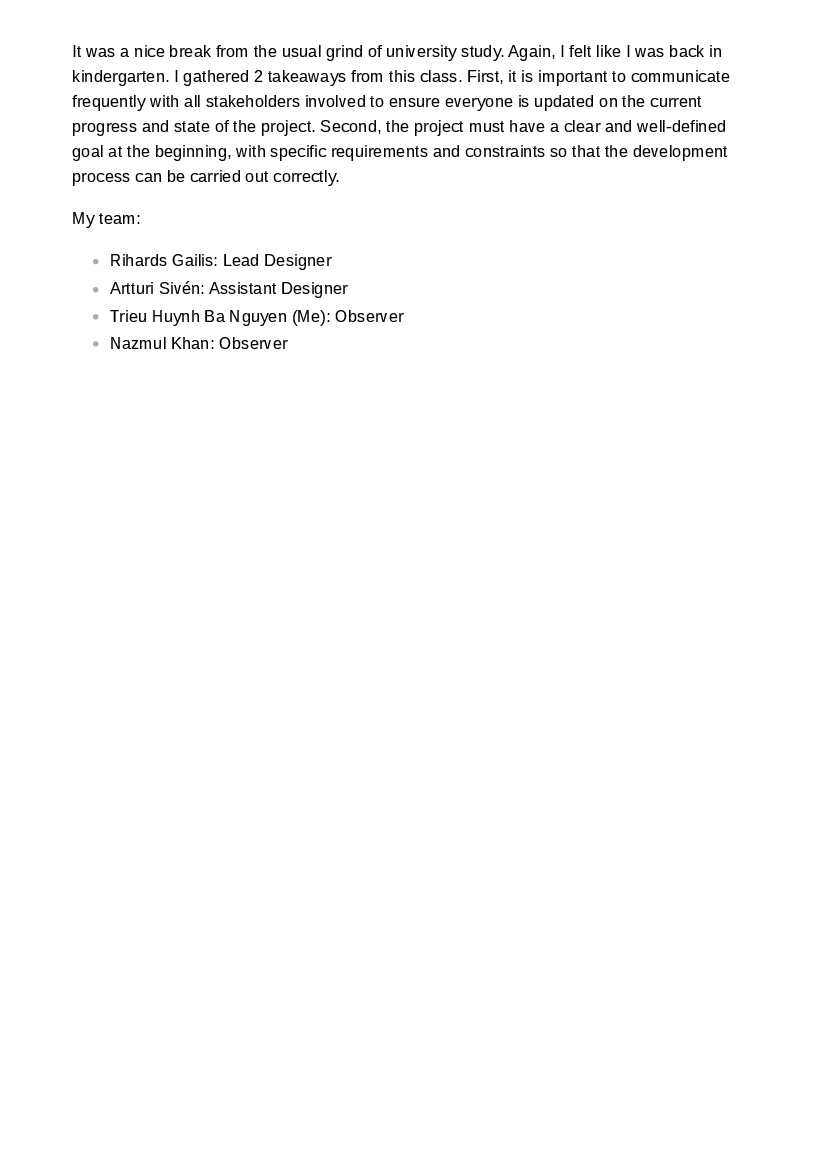 It was a nice break from the usual grind of university study. Again, I felt like I was back in
kindergarten. I gathered 2 takeaways from this class. First, it is important to communicate
frequently with all stakeholders involved to ensure everyone is updated on the current
progress and state of the project. Second, the project must have a clear and well-defined
goal at the beginning, with specific requirements and constraints so that the development
process can be carried out correctly.
My team:
• Rihards Gailis: Lead Designer
• Artturi Sivén: Assistant Designer
• Trieu Huynh Ba Nguyen (Me): Observer
• Nazmul Khan: Observer